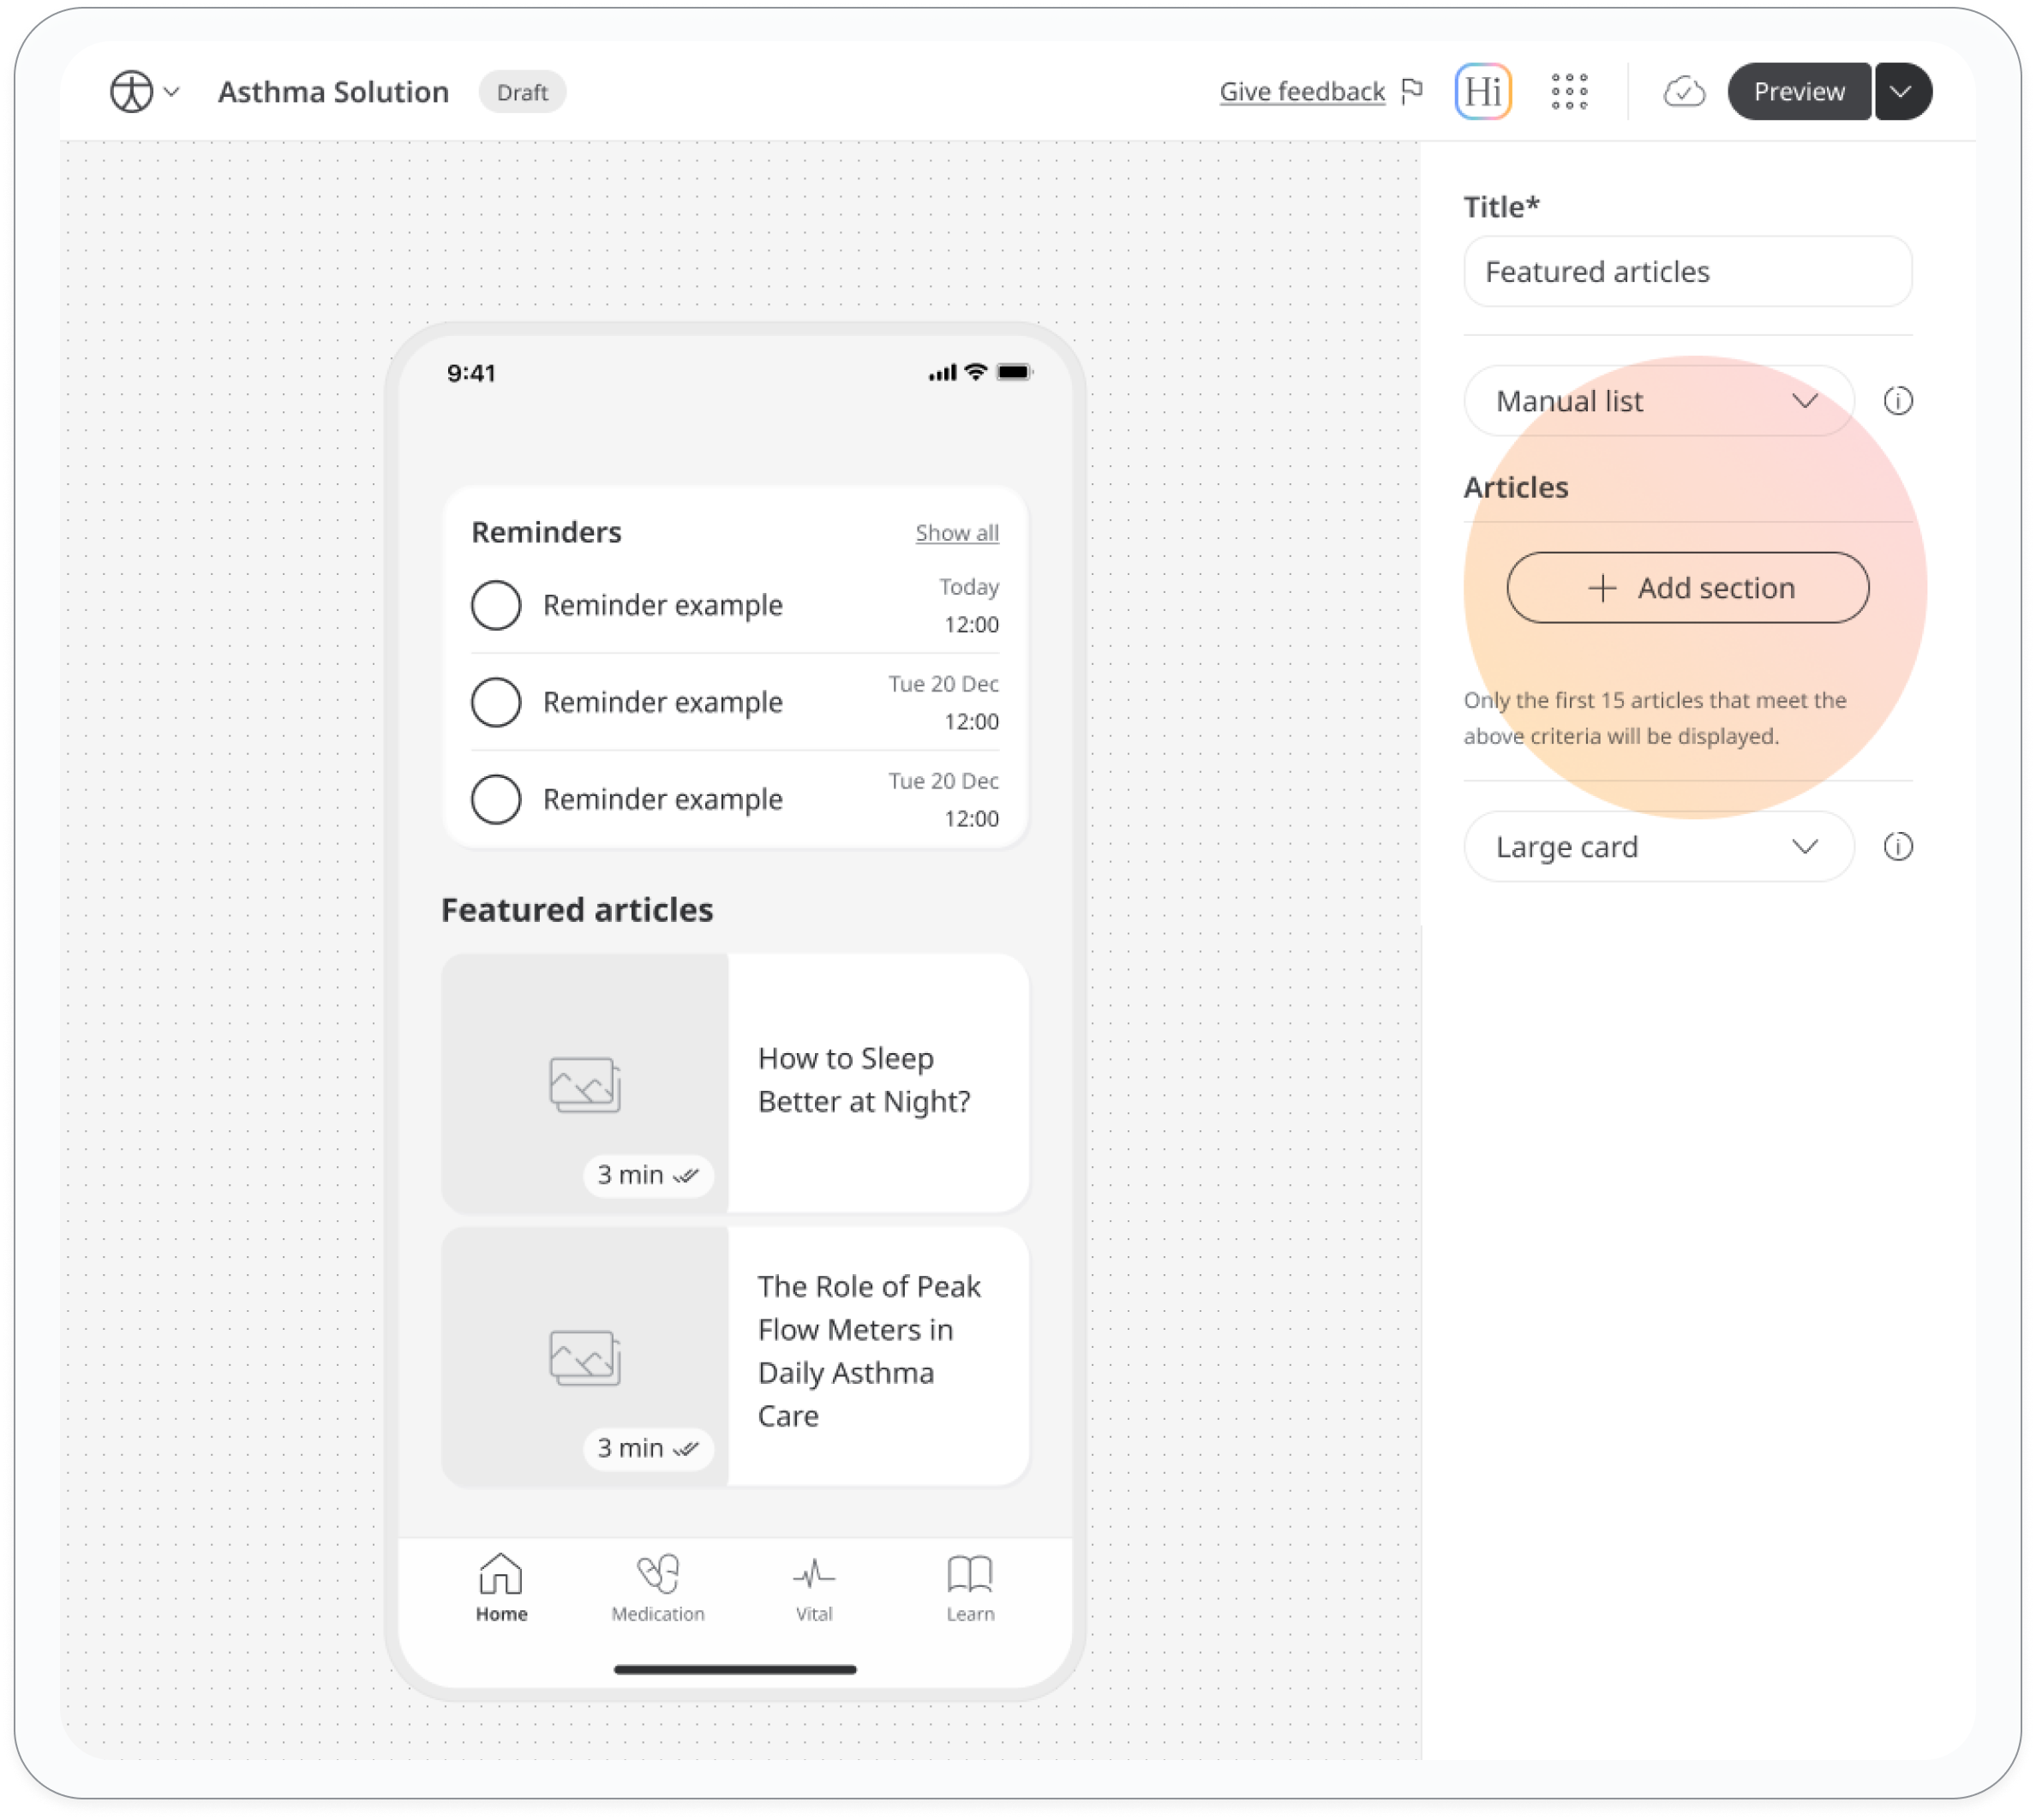 Asthma Solution
Draft
Give feedback
Hi
Preview
9:41
Reminders
Show all
Reminder example
Today
12:00
Reminder example
Tue 20 Dec
12:00
Reminder example
Tue 20 Dec
12:00
Featured articles
How to Sleep
Better at Night?
3 min
The Role of Peak
Flow Meters in
Daily Asthma
Care
3 min
Home
Medication
Vital
Learn
Title*
Featured articles
Manual list
Articles
Add section
Only the first 15 articles that meet the
above criteria will be displayed.
Large card